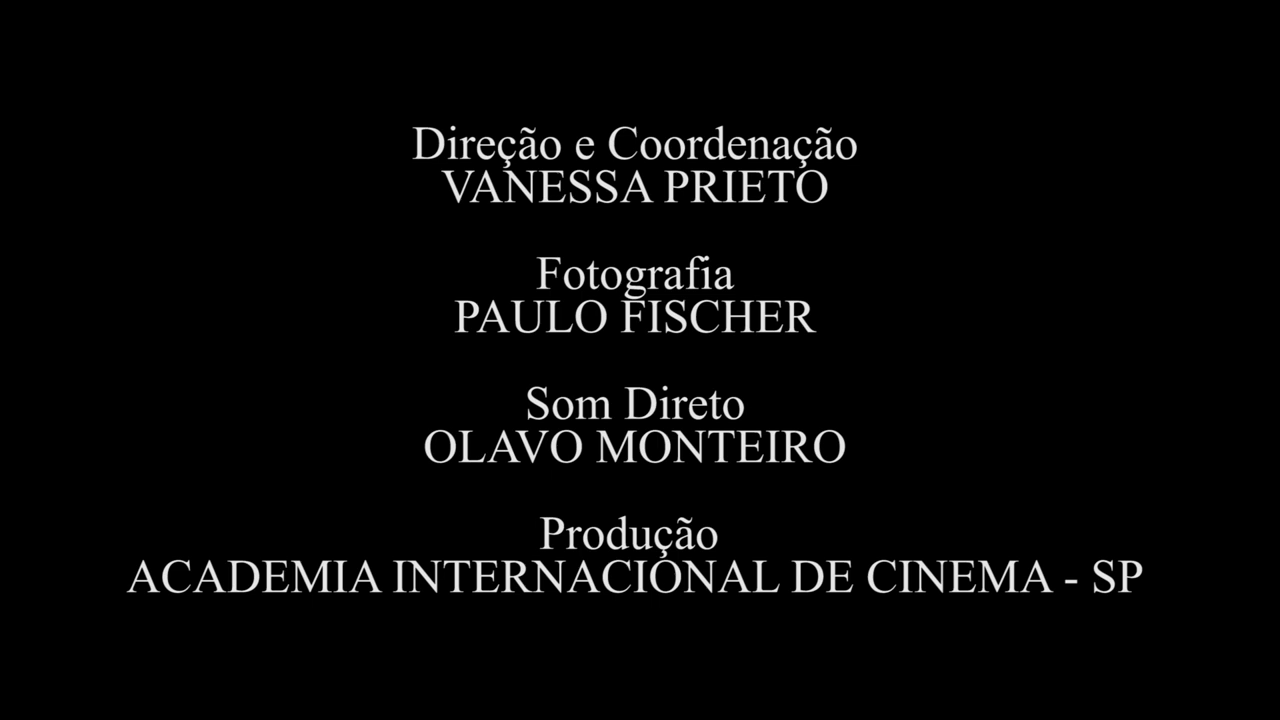 Direção e Coordenação
VANESSA PRIETO
Fotografia
PAULO FISCHER
Som Direto
OLAVO MONTEIRO
Produção
ACADEMIA INTERNACIONAL DE CINEMA - SP